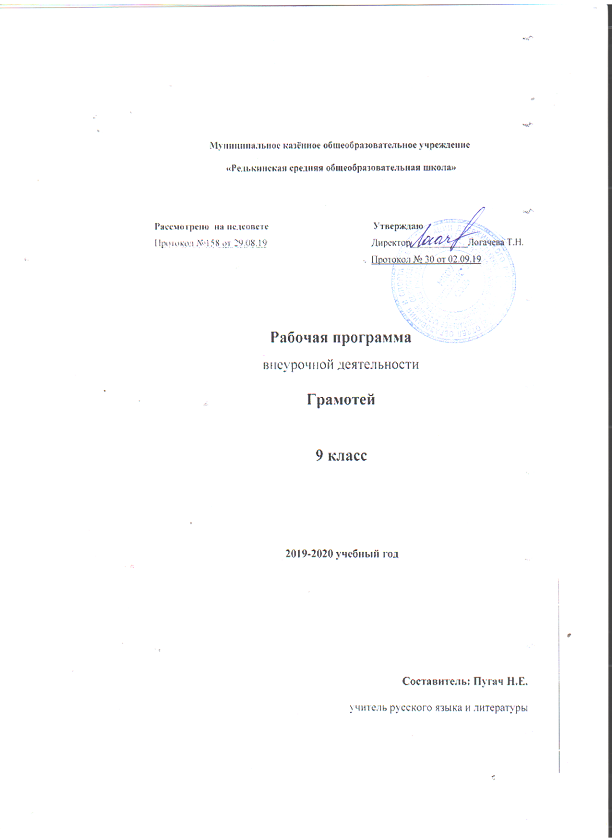 Муниципальное казённое общеобразовательное учреждение
«Редькинская средняя общеобразовательная школа»
Рассмотрено на педсовете
Протокол №158 от 29.08.19
Утверждаю
Директор Логачева Т.Н.
Протокол № 30 от 02.09.19
Рабочая программа
внеурочной деятельности
Грамотей
9 класс
2019-2020 учебный год
Составитель: Пугач Н.Е.
учитель русского языка и литературы